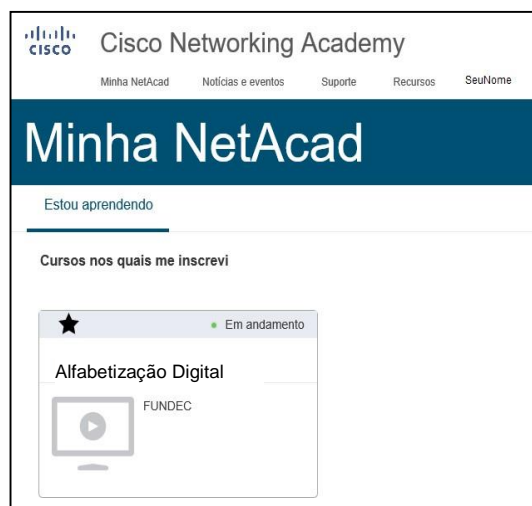 CISCO
Cisco Networking Academy
Minha NetAcad Notícias e eventos Suporte Recursos SeuNome
Minha NetAcad
Estou aprendendo
Cursos nos quais me inscrevi
Em andamento
Alfabetização Digital
FUNDEC